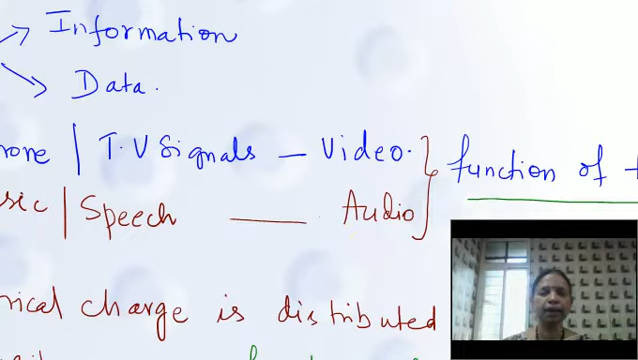 Information
Data.
T.V Signals — Video.
Speech — Audio
function of
charge is distributed